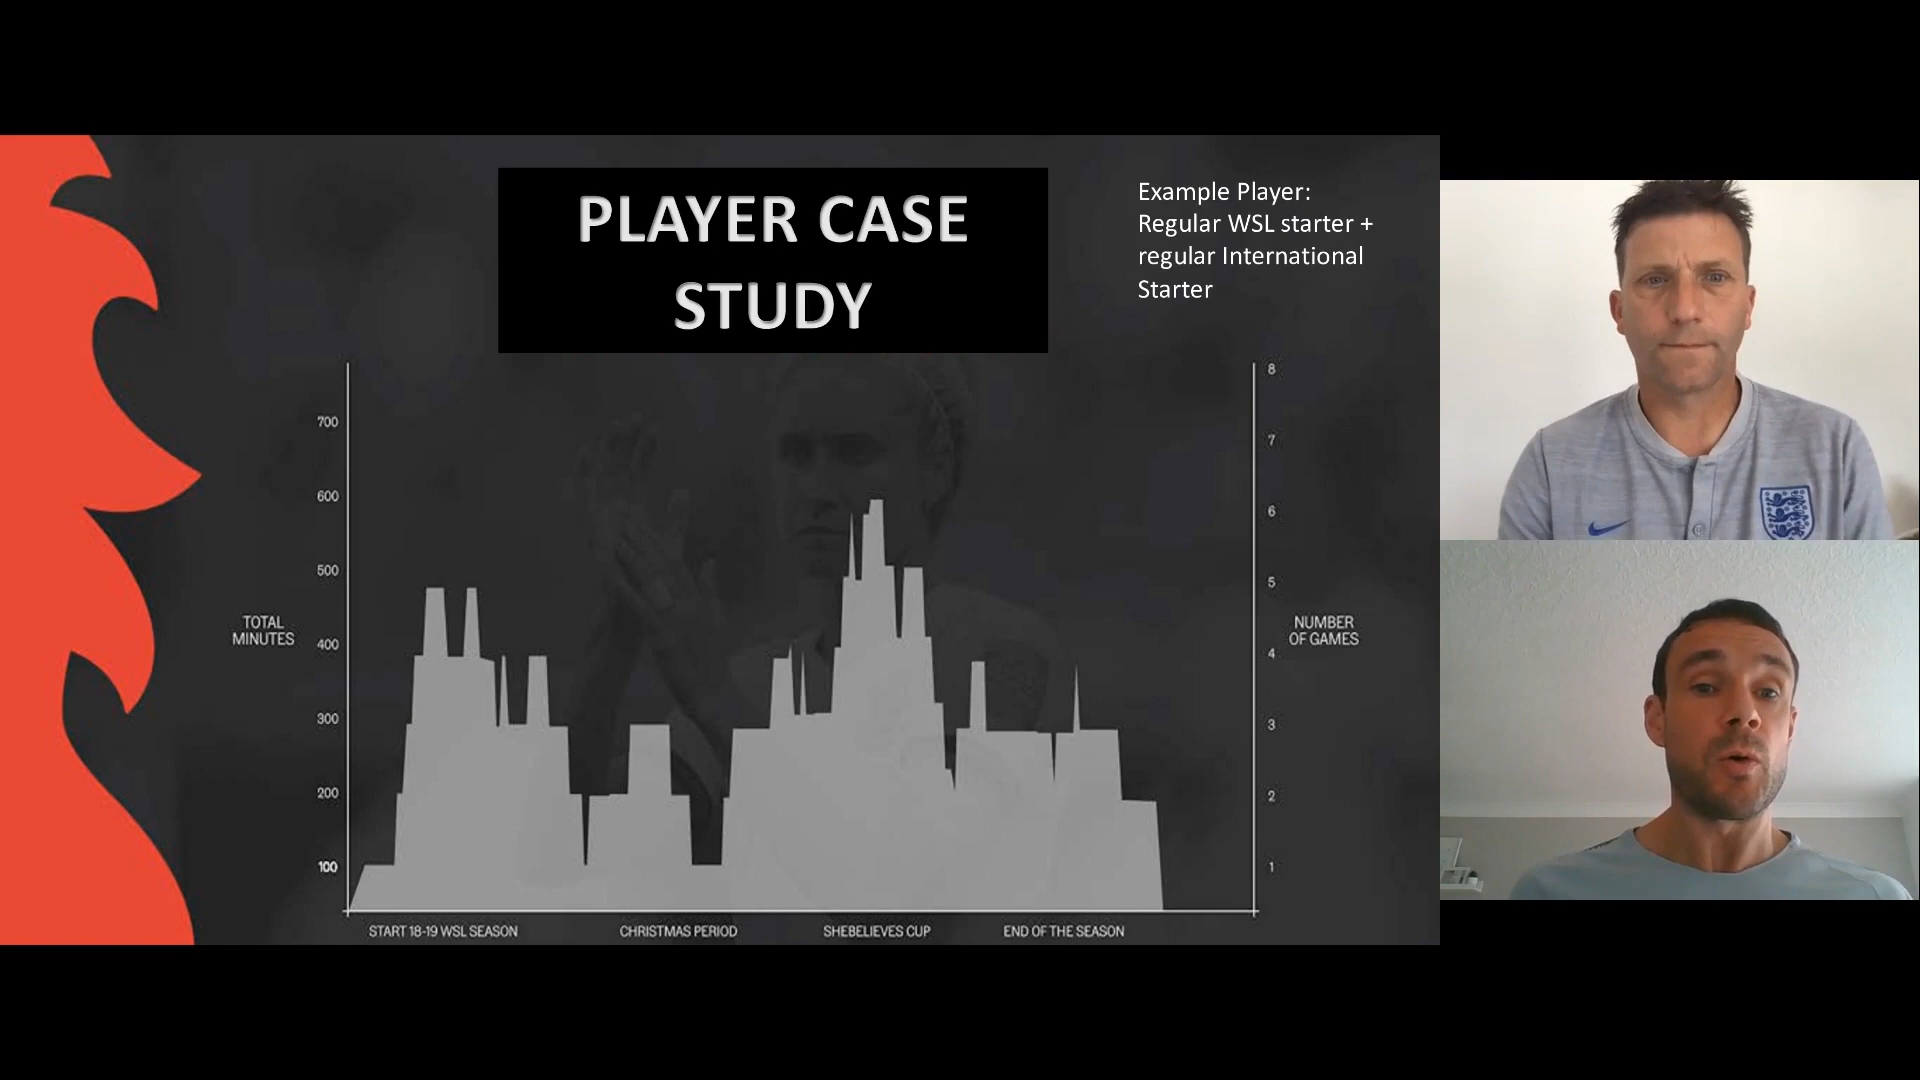 PLAYER CASE
STUDY
Example Player:
Regular WSL starter +
regular International
Starter
TOTAL
MINUTES
700
600
500
400
300
200
100
8
7
6
5
4
3
2
1
NUMBER
OF GAMES
START 18-19 WSL SEASON
CHRISTMAS PERIOD
SHEBELIEVES CUP
END OF THE SEASON